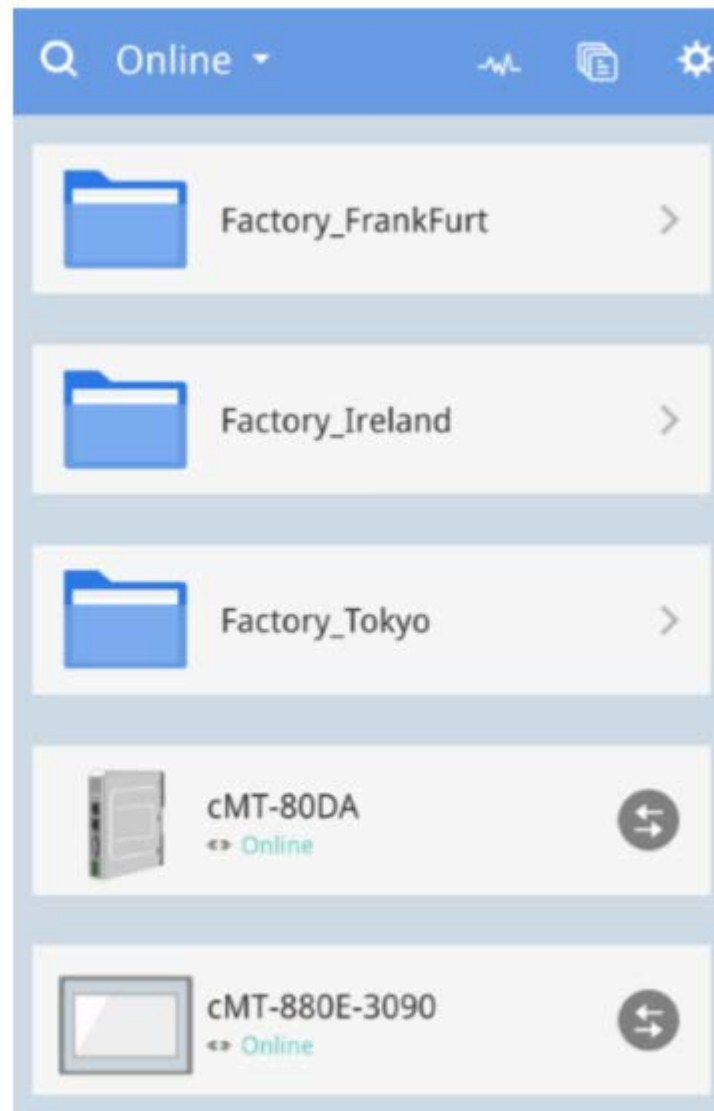 Online
Factory_FrankFurt
Factory_Ireland
Factory_Tokyo
cMT-80DA
Online
cMT-880E-3090
Online